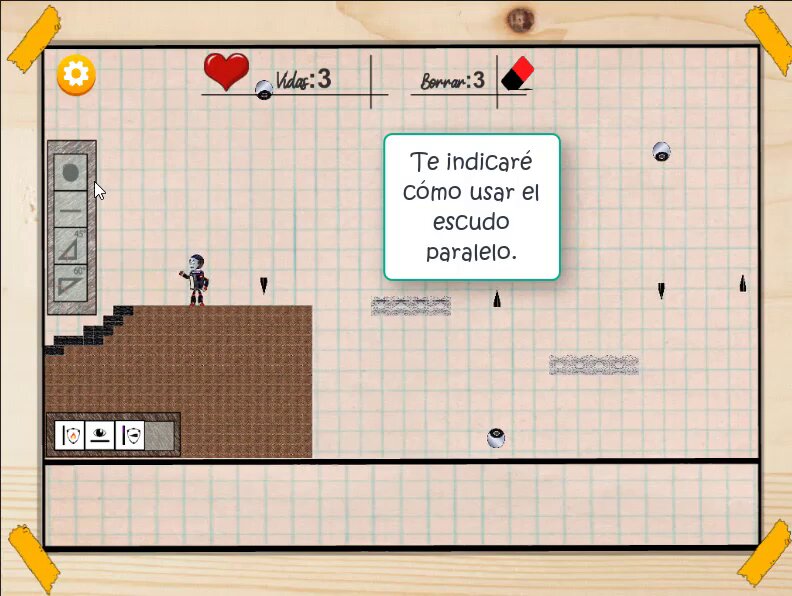 Vidas:3
Borrar:3
Te indicaré
cómo usar el
escudo
paralelo.
45°
60°